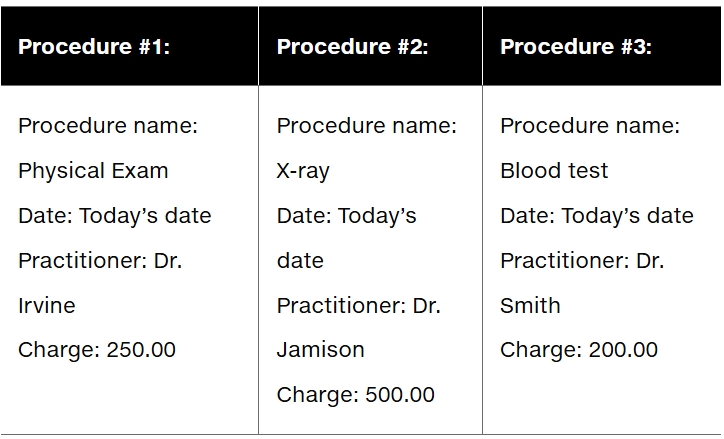 Procedure #1:
Procedure #2:
Procedure #3:
Procedure name:
Physical Exam
Date: Today’s date
Practitioner: Dr.
Irvine
Charge: 250.00
Procedure name:
X-ray
Date: Today’s
date
Practitioner: Dr.
Jamison
Charge: 500.00
Procedure name:
Blood test
Date: Today’s date
Practitioner: Dr.
Smith
Charge: 200.00